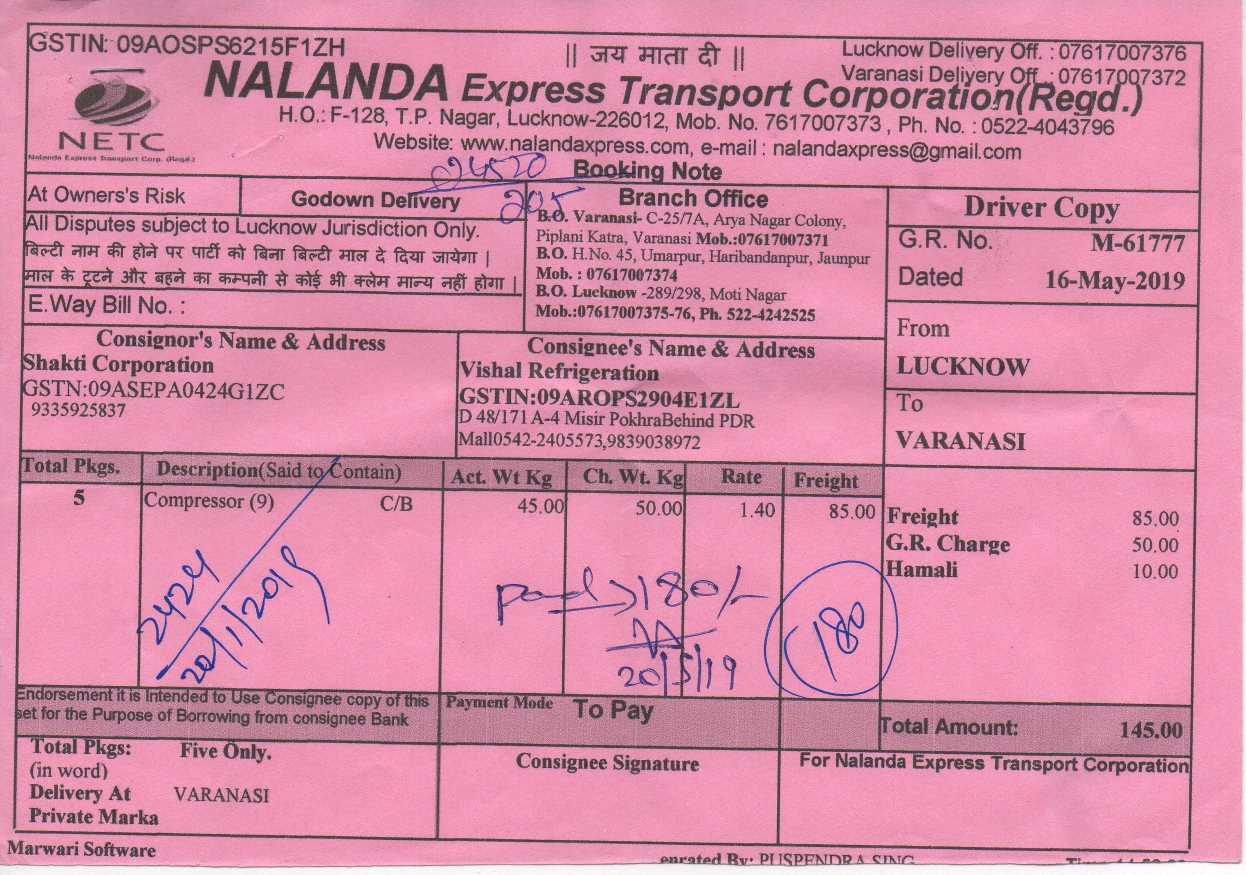 GSTIN: 09AOSPS6215F1ZH
|| जय माता दी ||
Lucknow Delivery Off. : 07617007376
Varanasi Delivery Off. : 07617007372
NALANDA Express Transport Corporation(Regd.)
NETC
Nalanda Express Transport Corp. (Regd.)
H.O.: F-128, T.P. Nagar, Lucknow-226012, Mob. No. 7617007373 , Ph. No. : 0522-4043796
Website: www.nalandaxpress.com, e-mail : nalandaxpress@gmail.com
24520
205
Booking Note
At Owners's Risk
Godown Delivery
All Disputes subject to Lucknow Jurisdiction Only.
बिल्टी नाम की होने पर पार्टी को बिना बिल्टी माल दे दिया जायेगा |
माल के टूटने और बहने का कम्पनी से कोई भी क्लेम मान्य नहीं होगा |
E.Way Bill No. :
Branch Office
B.O. Varanasi- C-25/7A, Arya Nagar Colony,
Piplani Katra, Varanasi Mob.:07617007371
B.O. H.No. 45, Umarpur, Haribandanpur, Jaunpur
Mob. : 07617007374
B.O. Lucknow -289/298, Moti Nagar
Mob.:07617007375-76, Ph. 522-4242525
Driver Copy
G.R. No. M-61777
Dated 16-May-2019
From
LUCKNOW
To
VARANASI
Consignor's Name & Address
Shakti Corporation
GSTN:09ASEPA0424G1ZC
9335925837
Consignee's Name & Address
Vishal Refrigeration
GSTIN:09AROPS2904E1ZL
D 48/171 A-4 Misir PokhraBehind PDR
Mall0542-2405573,9839038972
Total Pkgs. Description(Said to Contain) Act. Wt Kg Ch. Wt. Kg Rate Freight
5 Compressor (9) C/B 45.00 50.00 1.40 85.00
Freight 85.00
G.R. Charge 50.00
Hamali 10.00
2424
20/1/2019
paid 180/-
20/5/19
180
Endorsement it is Intended to Use Consignee copy of this
set for the Purpose of Borrowing from consignee Bank
Payment Mode To Pay
Total Amount: 145.00
Total Pkgs: Five Only.
(in word)
Delivery At VARANASI
Private Marka
Consignee Signature
For Nalanda Express Transport Corporation
Marwari Software
enrated By: PUSPENDRA SING